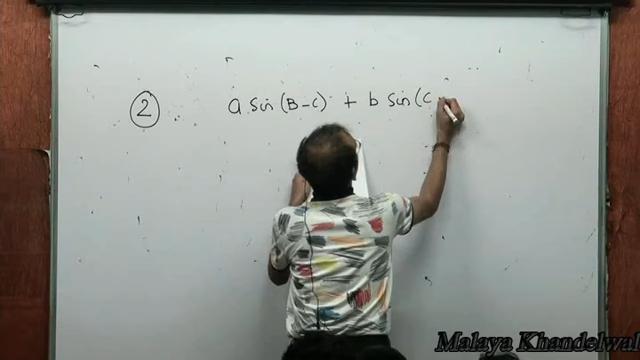 ② a sin(B-C) + b sin(C
Malaya Khandelwal